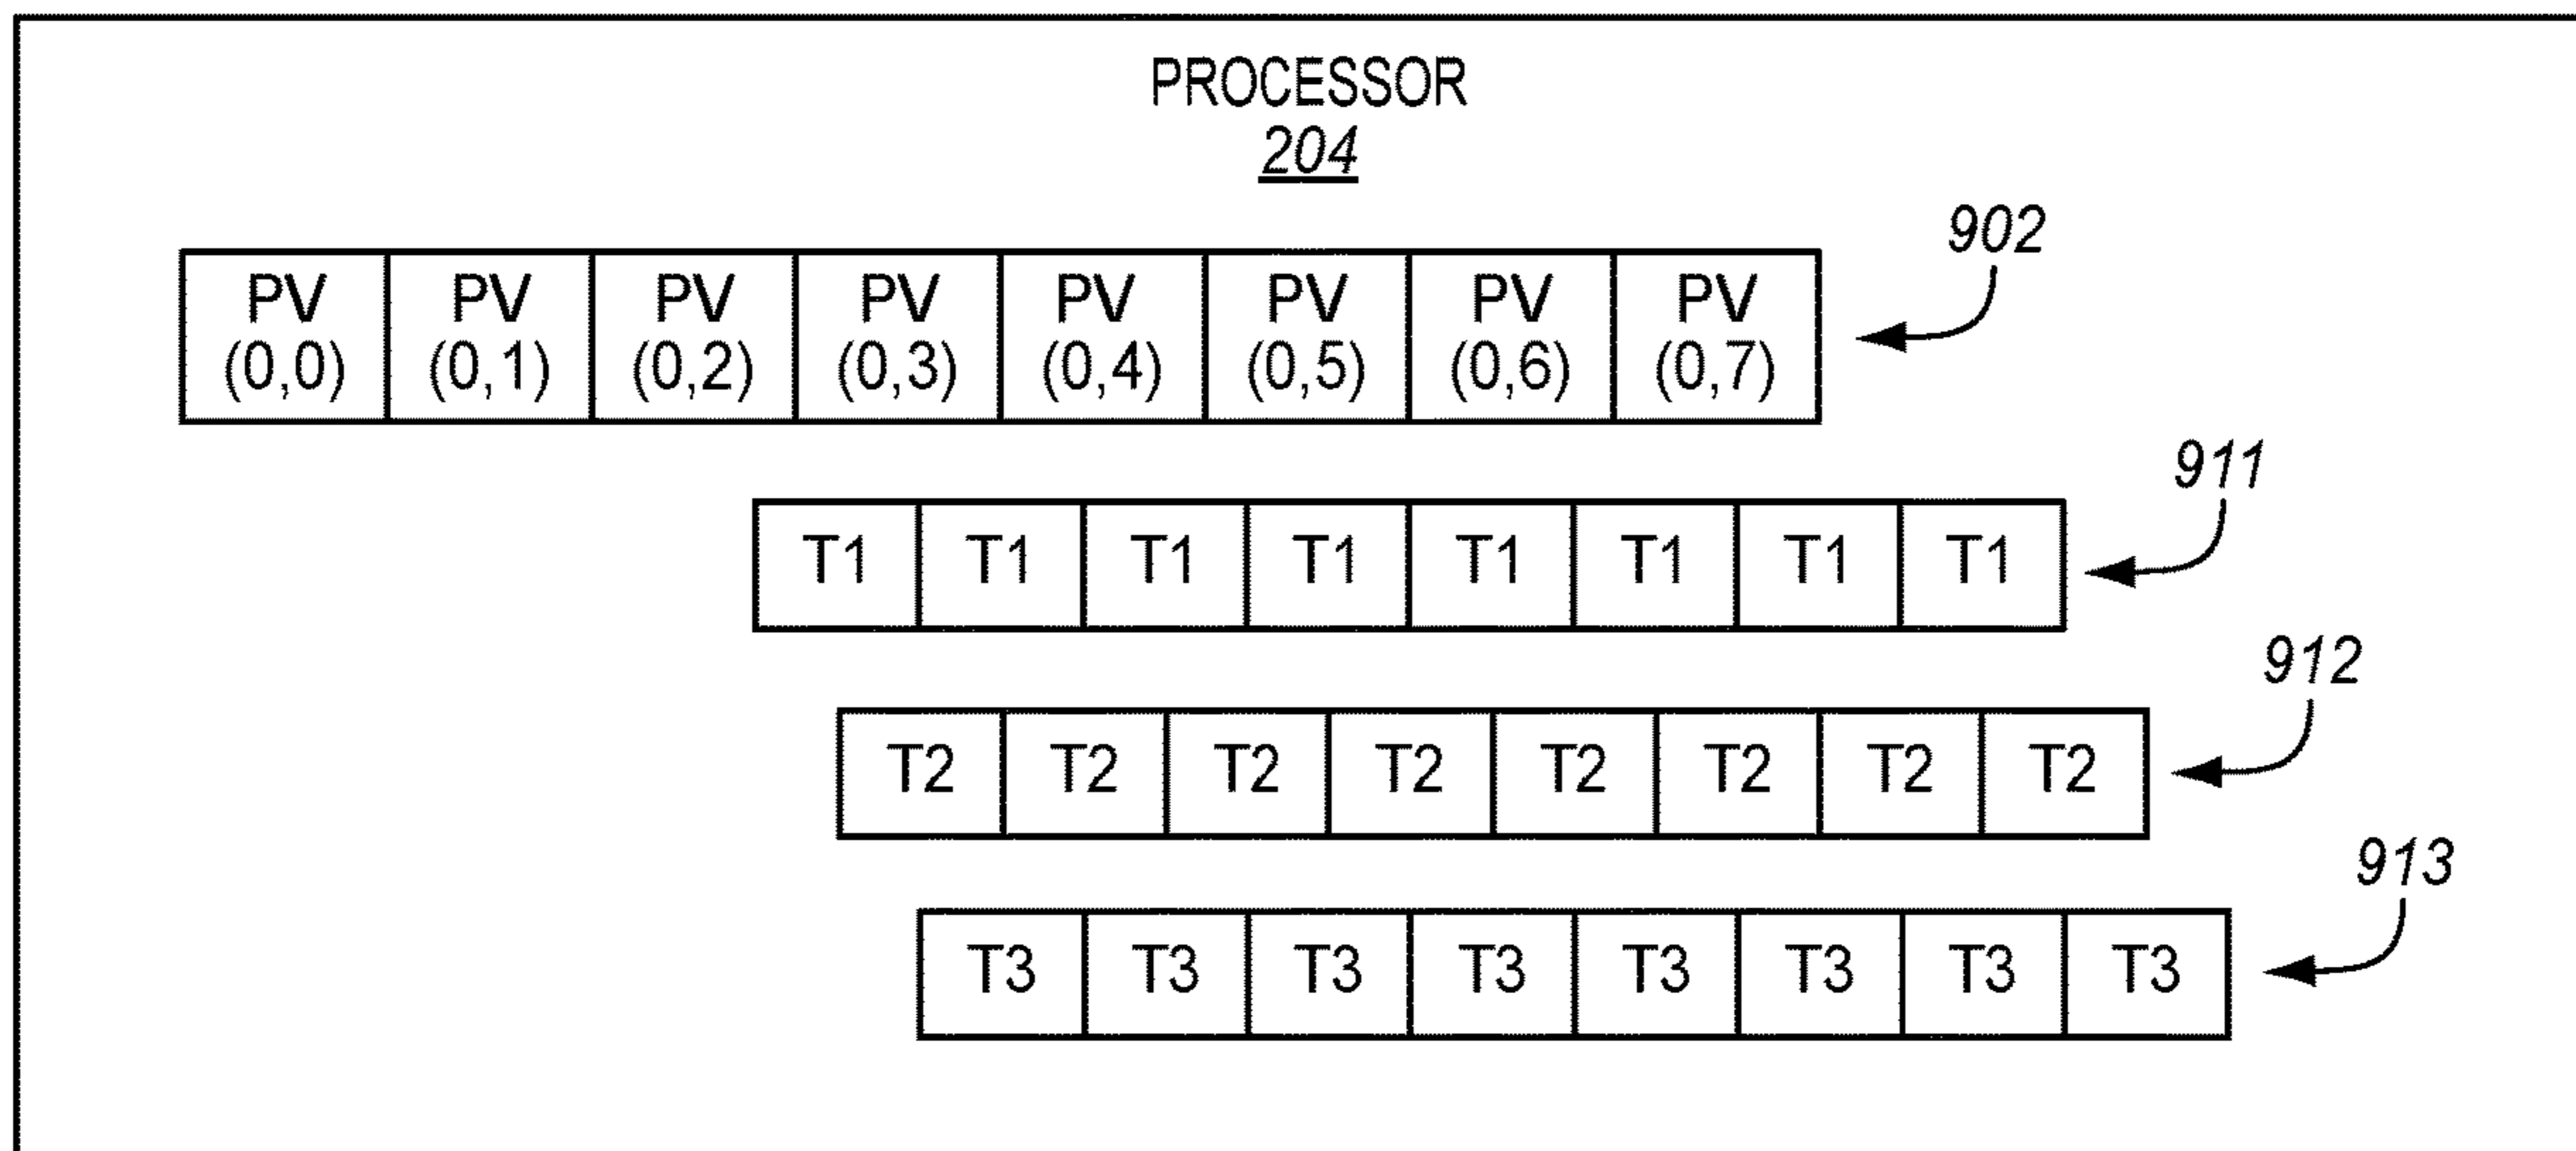 PROCESSOR
204
902
PV PV PV PV PV PV PV PV
(0,0) (0,1) (0,2) (0,3) (0,4) (0,5) (0,6) (0,7)
911
T1 T1 T1 T1 T1 T1 T1 T1
912
T2 T2 T2 T2 T2 T2 T2 T2
913
T3 T3 T3 T3 T3 T3 T3 T3